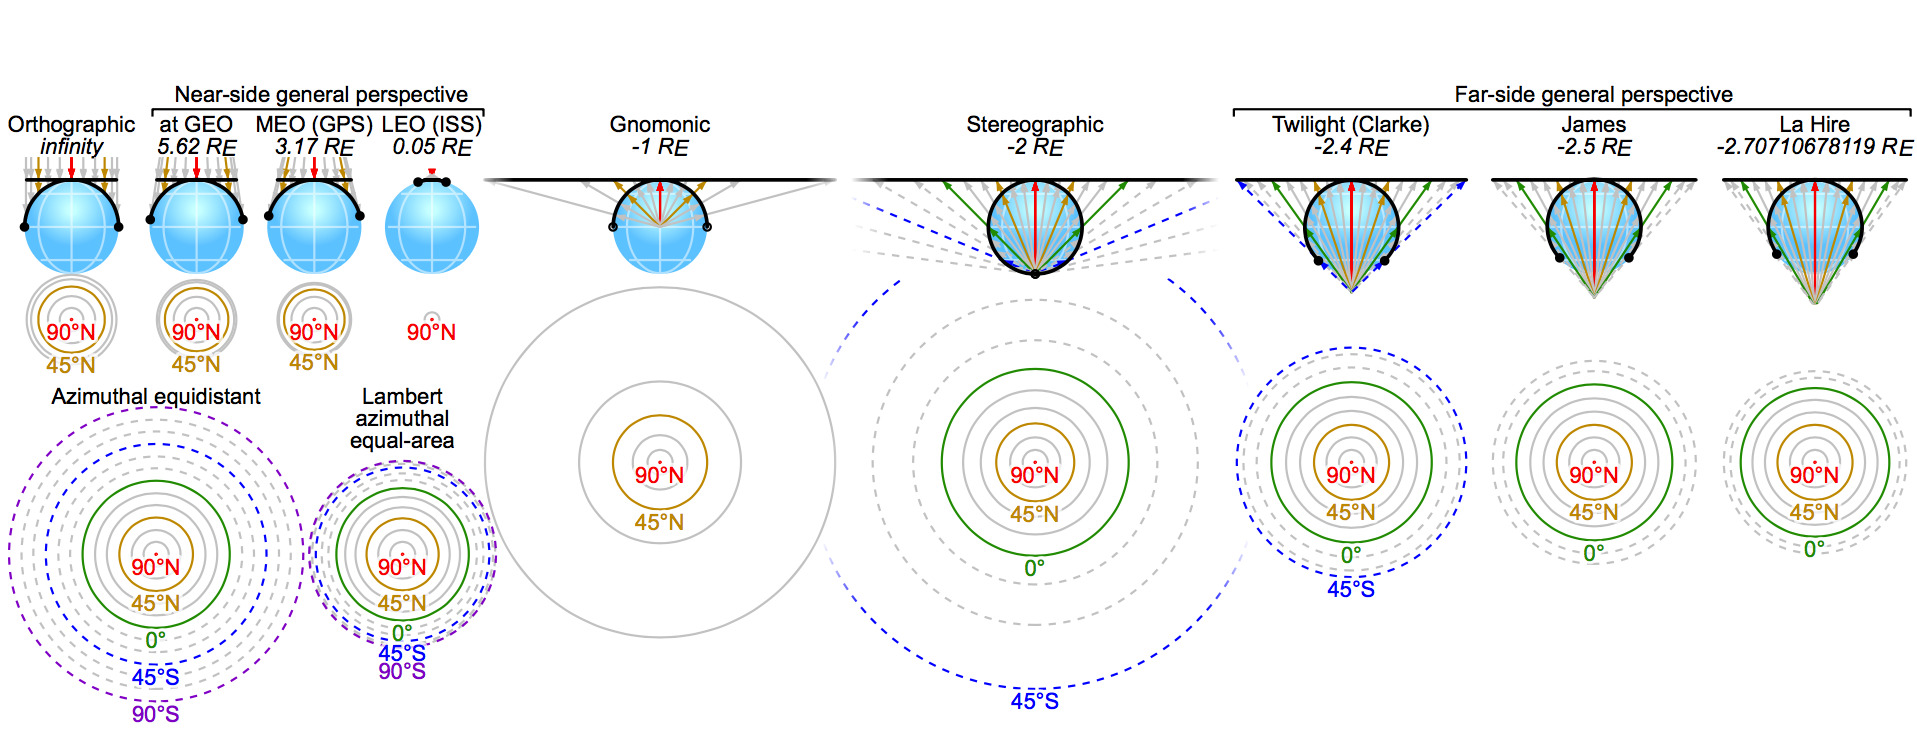 Near-side general perspective
Far-side general perspective
Orthographic
infinity
at GEO
5.62 RE
MEO (GPS)
3.17 RE
LEO (ISS)
0.05 RE
Gnomonic
-1 RE
Stereographic
-2 RE
Twilight (Clarke)
-2.4 RE
James
-2.5 RE
La Hire
-2.70710678119 RE
90°N
45°N
90°N
45°N
90°N
45°N
90°N
Azimuthal equidistant
90°N
45°N
0°
45°S
90°S
Lambert
azimuthal
equal-area
90°N
45°N
0°
45°S
90°S
90°N
45°N
90°N
45°N
0°
45°S
90°N
45°N
0°
45°S
90°N
45°N
0°
90°N
45°N
0°